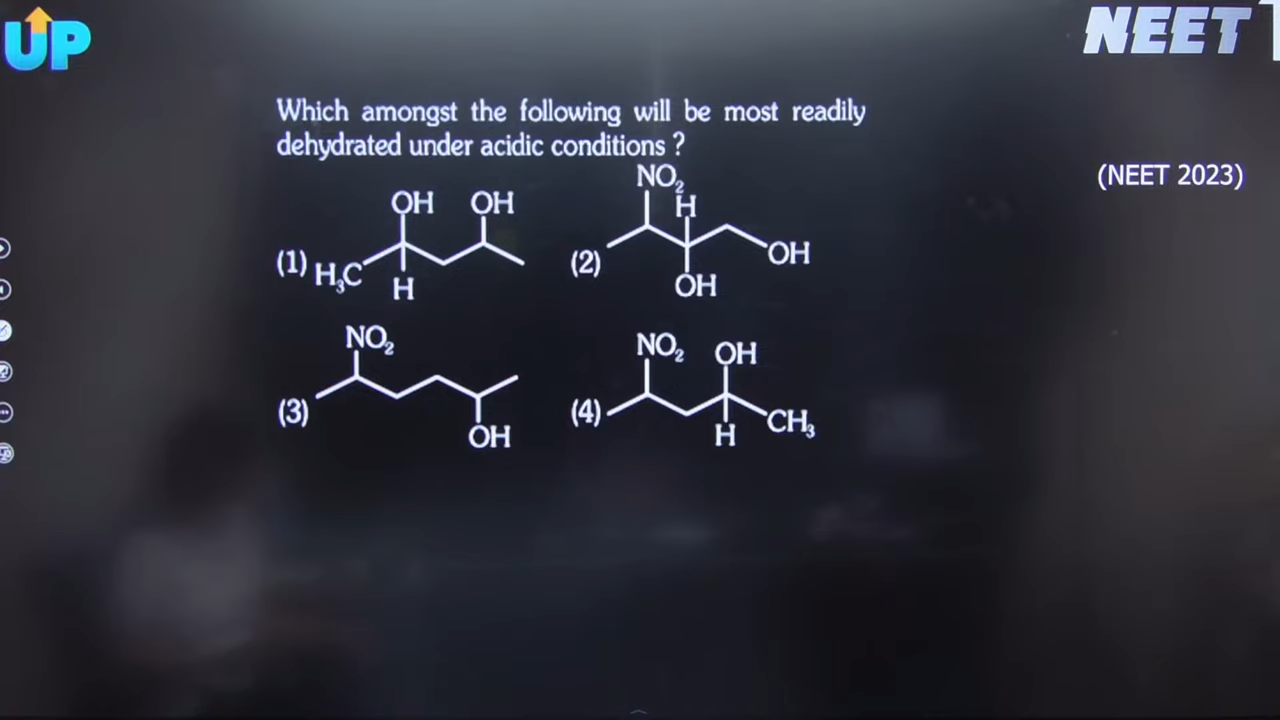 UP
NEET
Which amongst the following will be most readily
dehydrated under acidic conditions ?
(NEET 2023)
(1) H₃C OH H OH
(2) NO₂ H OH OH
(3) NO₂ OH
(4) NO₂ OH H CH₃